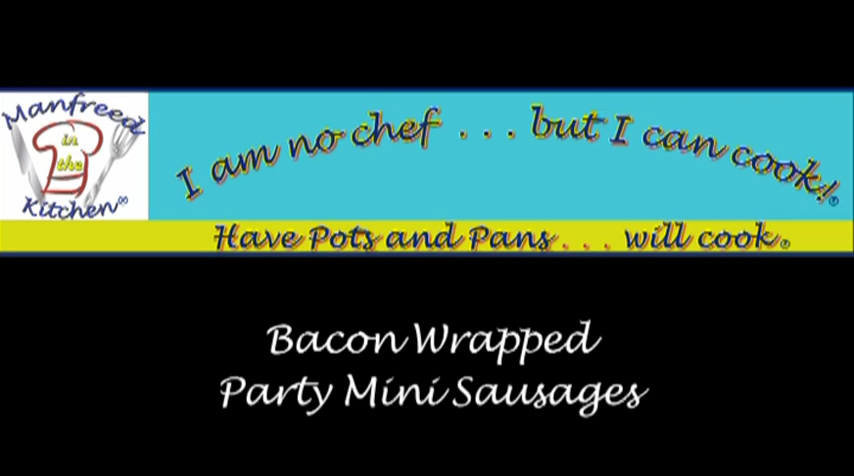 Manfreed
in
the
Kitchen®
I am no chef . . . but I can cook!®
Have Pots and Pans . . . will cook.®
Bacon Wrapped
Party Mini Sausages